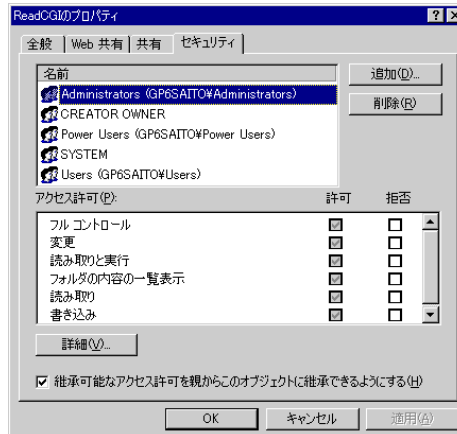 ReadCGIのプロパティ
全般 Web 共有 共有 セキュリティ
名前
追加(D)...
Administrators (GP6SAITO¥Administrators)
削除(R)
CREATOR OWNER
Power Users (GP6SAITO¥Power Users)
SYSTEM
Users (GP6SAITO¥Users)
アクセス許可(P): 許可 拒否
フル コントロール
変更
読み取りと実行
フォルダの内容の一覧表示
読み取り
書き込み
詳細(V)...
継承可能なアクセス許可を親からこのオブジェクトに継承できるようにする(H)
OK キャンセル 適用(A)